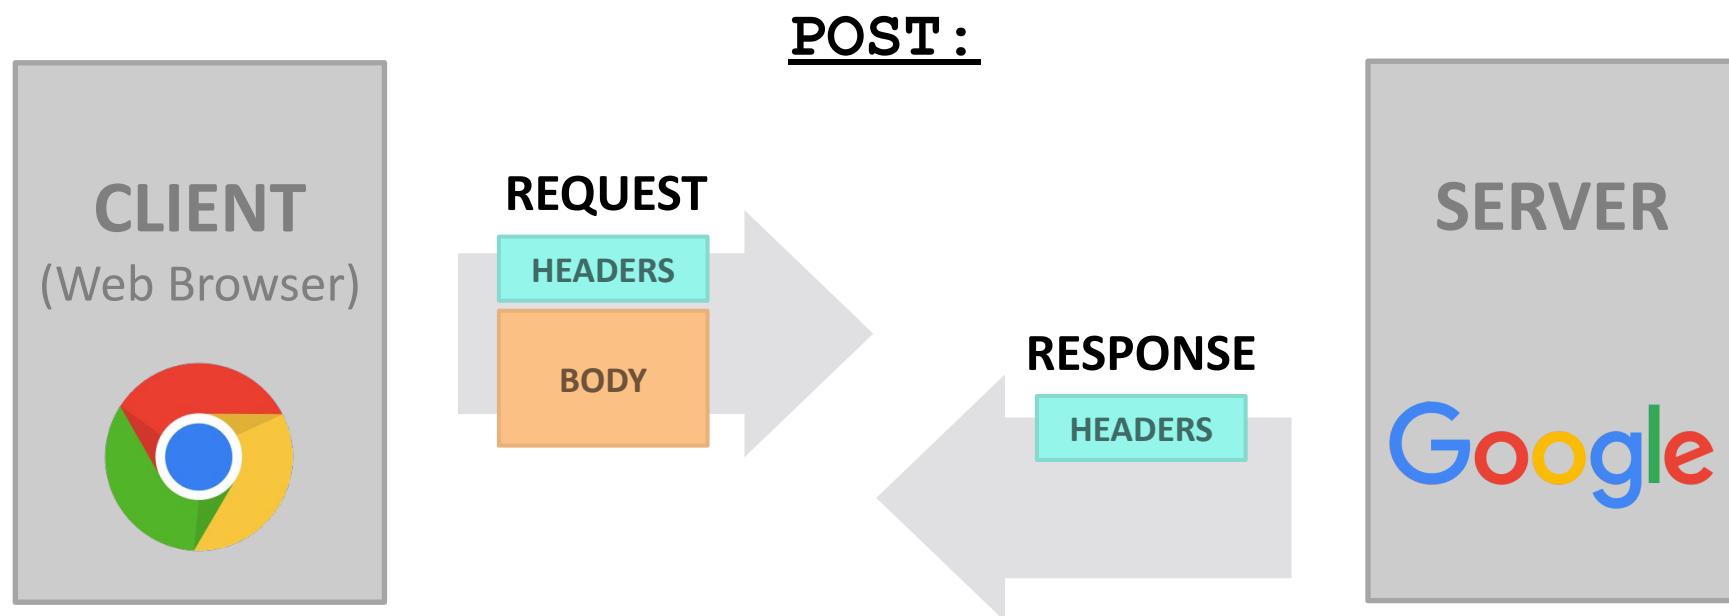 POST:
CLIENT
(Web Browser)
REQUEST
HEADERS
BODY
RESPONSE
HEADERS
SERVER
Google